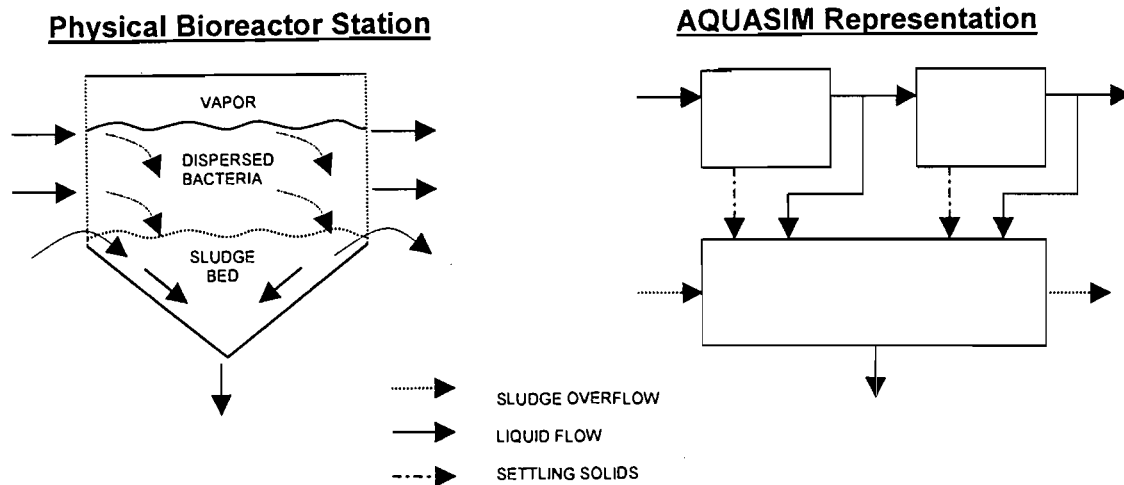 Physical Bioreactor Station
AQUASIM Representation
VAPOR
DISPERSED
BACTERIA
SLUDGE
BED
SLUDGE OVERFLOW
LIQUID FLOW
SETTLING SOLIDS